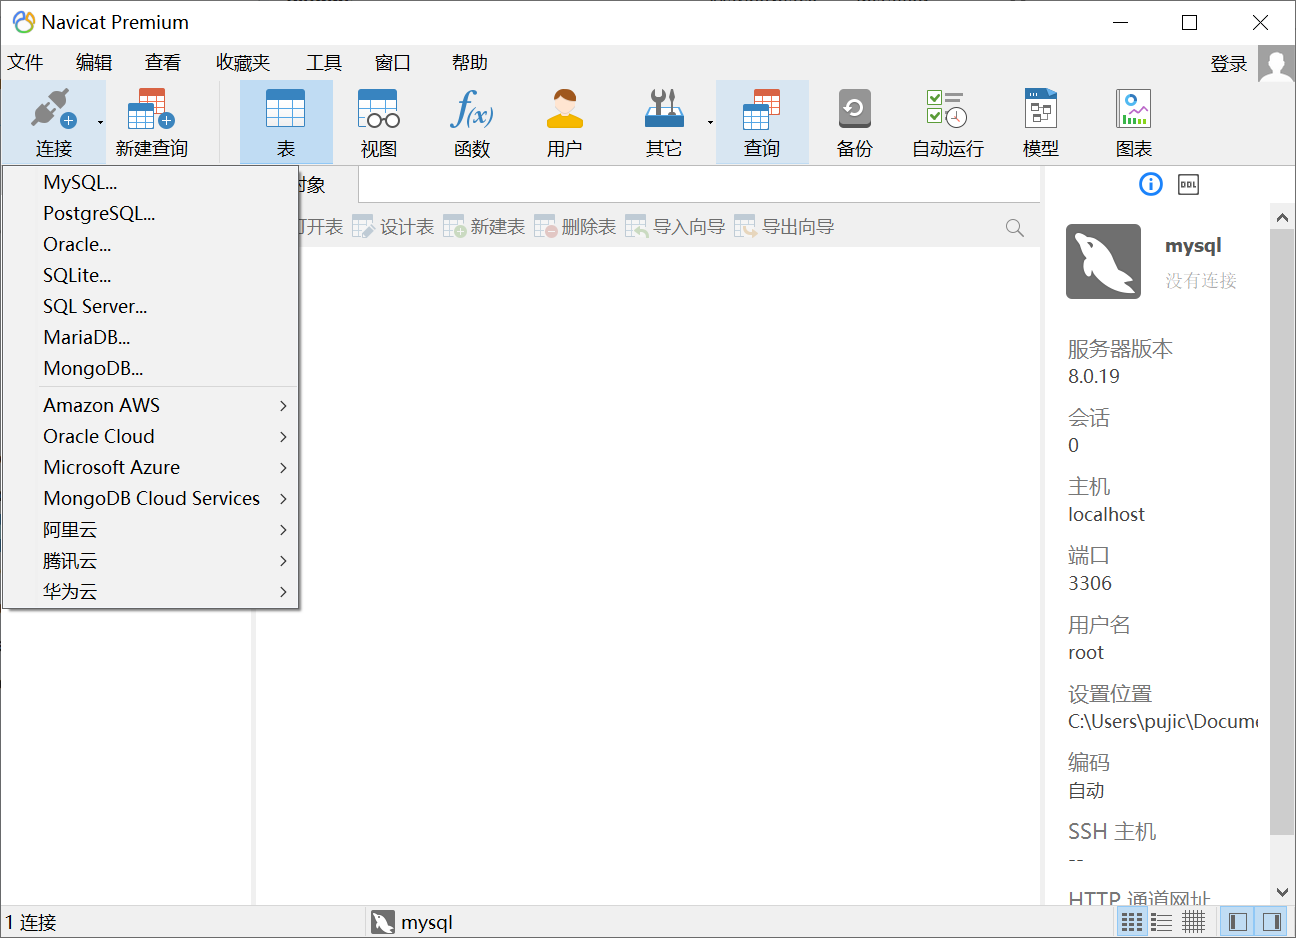 Navicat Premium
文件 编辑 查看 收藏夹 工具 窗口 帮助 登录
连接 新建查询 表 视图 函数 用户 其它 查询 备份 自动运行 模型 图表
f(x)
MySQL...
PostgreSQL...
Oracle...
SQLite...
SQL Server...
MariaDB...
MongoDB...
Amazon AWS
Oracle Cloud
Microsoft Azure
MongoDB Cloud Services
阿里云
腾讯云
华为云
对象
打开表 设计表 新建表 删除表 导入向导 导出向导
DDL
mysql
没有连接
服务器版本
8.0.19
会话
0
主机
localhost
端口
3306
用户名
root
设置位置
C:\Users\pujic\Docume
编码
自动
SSH 主机
--
HTTP 通道网址
1 连接 mysql